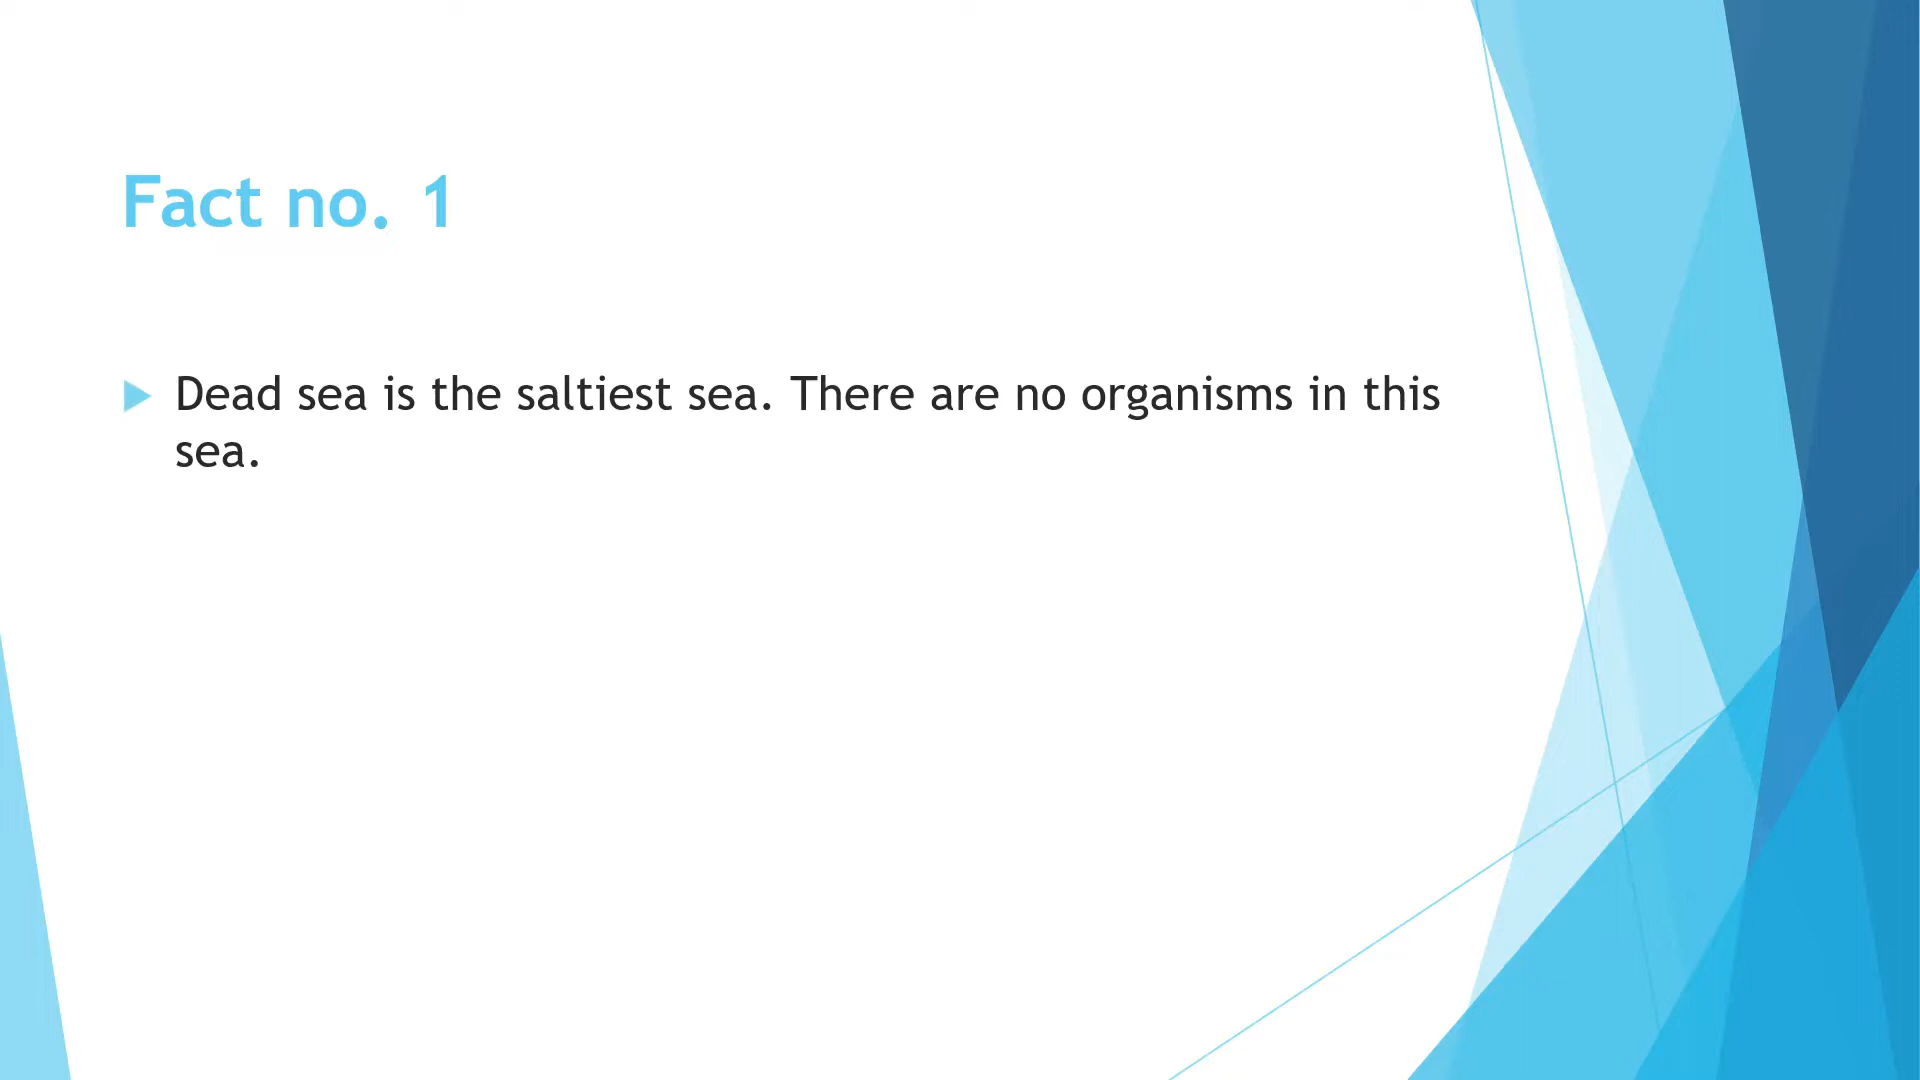 Fact no. 1
Dead sea is the saltiest sea. There are no organisms in this
sea.